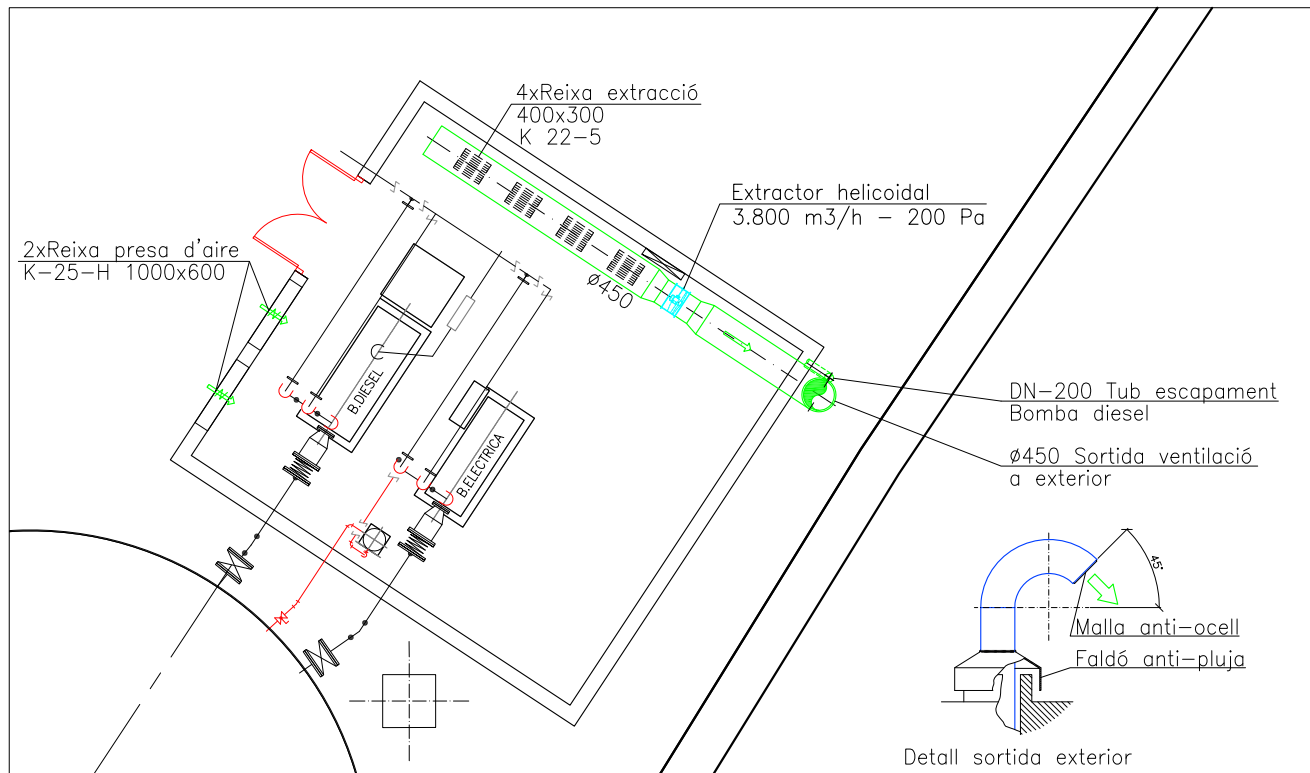 4xReixa extracció
400x300
K 22-5
Extractor helicoidal
3.800 m3/h - 200 Pa
2xReixa presa d'aire
K-25-H 1000x600
ø450
B.DIESEL
B.ELECTRICA
DN-200 Tub escapament
Bomba diesel
ø450 Sortida ventilació
a exterior
45°
Malla anti-ocell
Faldó anti-pluja
Detall sortida exterior